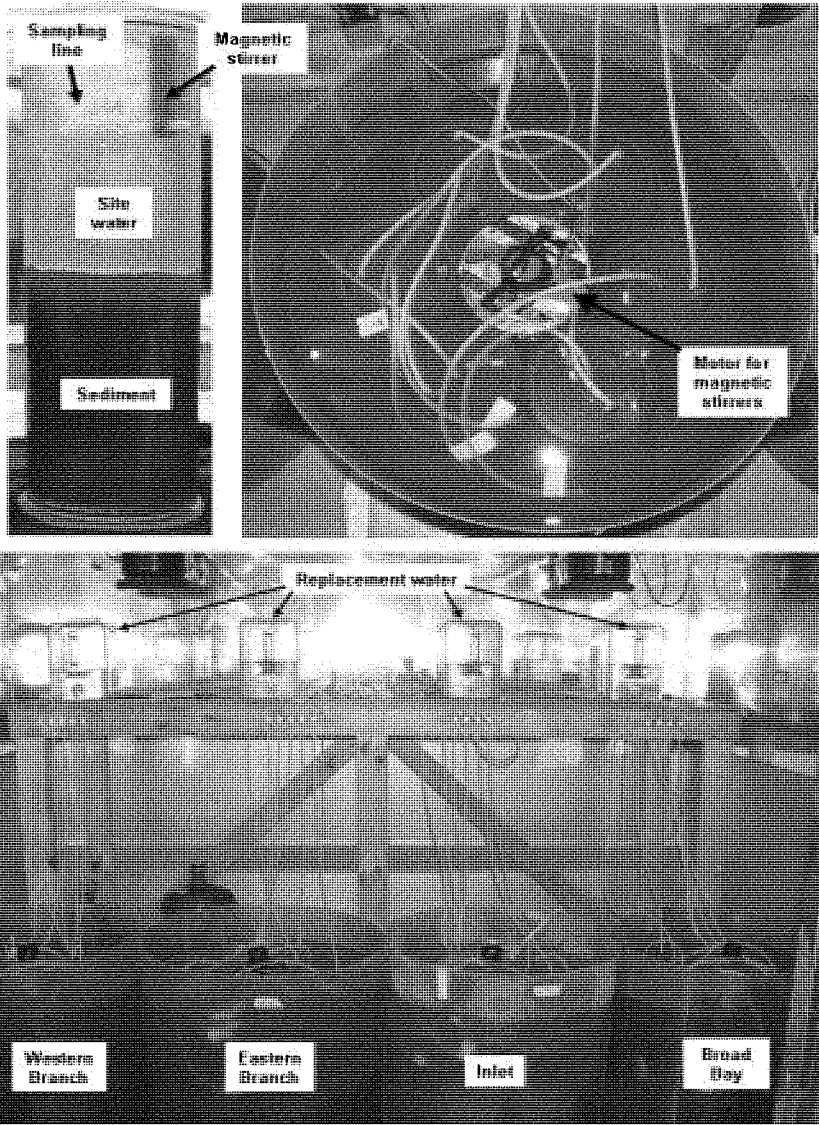 Sampling
line
Magnetic
stirrer
Site
water
Sediment
Motor for
magnetic
stirrers
Replacement water
Western
Branch
Eastern
Branch
Inlet
Broad
Bay